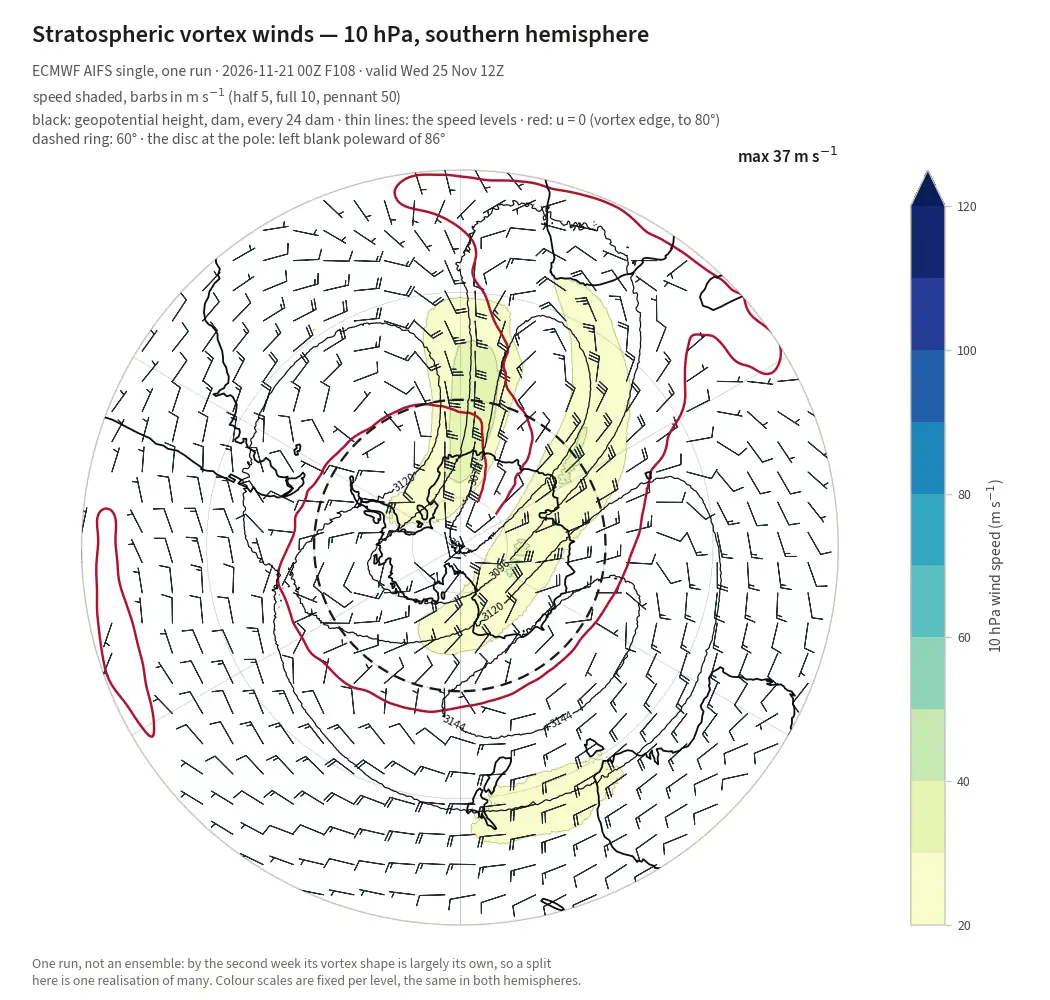 Stratospheric vortex winds — 10 hPa, southern hemisphere
ECMWF AIFS single, one run · 2026-11-21 00Z F108 · valid Wed 25 Nov 12Z
speed shaded, barbs in m s⁻¹ (half 5, full 10, pennant 50)
black: geopotential height, dam, every 24 dam · thin lines: the speed levels · red: u = 0 (vortex edge, to 80°)
dashed ring: 60° · the disc at the pole: left blank poleward of 86°
max 37 m s⁻¹
120
100
80
60
40
20
10 hPa wind speed (m s⁻¹)
3120
3096
3120
3144
3144
One run, not an ensemble: by the second week its vortex shape is largely its own, so a split
here is one realisation of many. Colour scales are fixed per level, the same in both hemispheres.